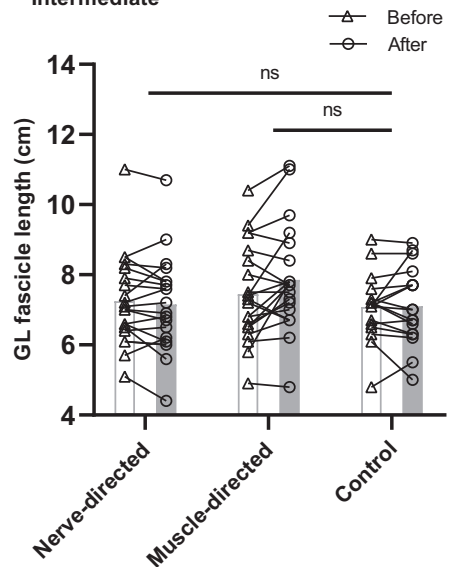 Intermediate
Before
After
ns
ns
GL fascicle length (cm)
14
12
10
8
6
4
Nerve-directed
Muscle-directed
Control